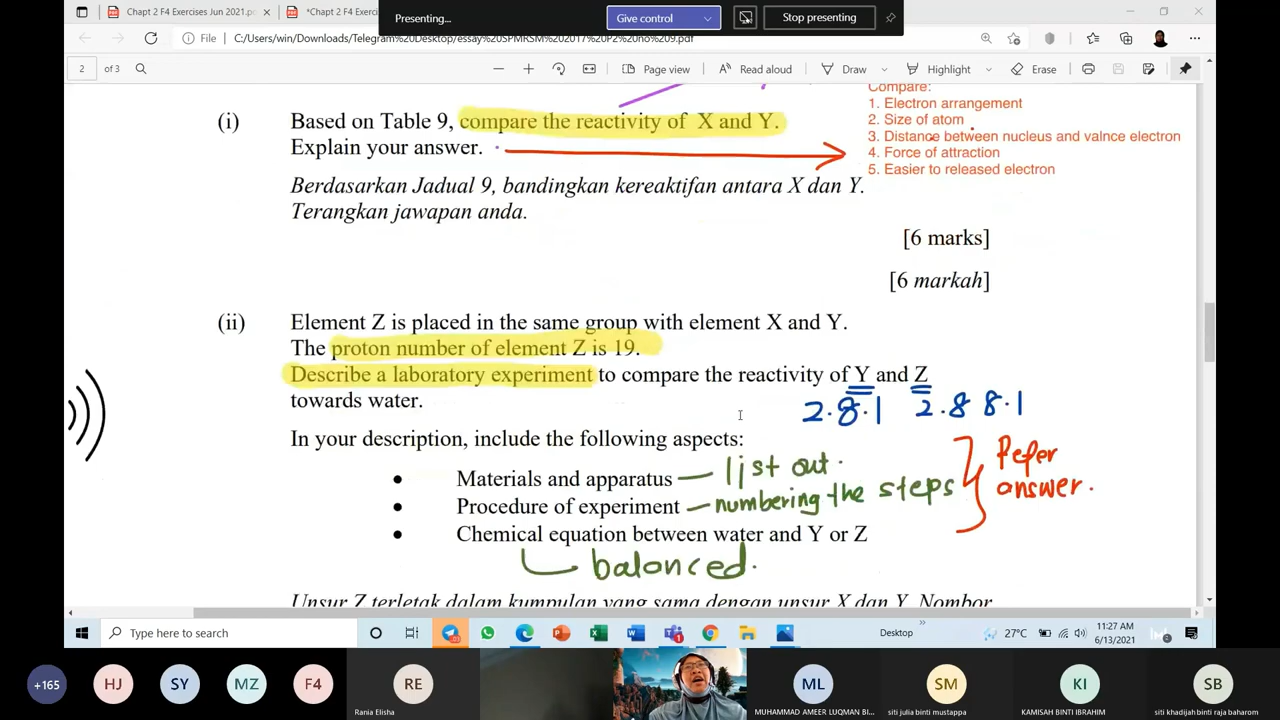 Chapt 2 F4 Exercises Jun 2021.pdf
*Chapt 2 F4 Exerci
Presenting...
Give control
Stop presenting
File
C:/Users/win/Downloads/Telegram%20Desktop/essay%20SPMRSM%202017%20P2%20no%209.pdf
2
of 3
Page view
Read aloud
Draw
Highlight
Erase
Compare:
1. Electron arrangement
2. Size of atom
3. Distance between nucleus and valnce electron
4. Force of attraction
5. Easier to released electron
(i) Based on Table 9, compare the reactivity of X and Y.
Explain your answer.
Berdasarkan Jadual 9, bandingkan kereaktifan antara X dan Y.
Terangkan jawapan anda.
[6 marks]
[6 markah]
(ii) Element Z is placed in the same group with element X and Y.
The proton number of element Z is 19.
Describe a laboratory experiment to compare the reactivity of Y and Z
towards water.
2.8.1 2.8 8.1
In your description, include the following aspects:
• Materials and apparatus – list out.
• Procedure of experiment – numbering the steps
Refer
answer.
• Chemical equation between water and Y or Z
balonced.
Unsur Z terletak dalam kumpulan yang sama dengan unsur X dan Y. Nombor
Type here to search
Desktop
27°C
11:27 AM
6/13/2021
2
+165
HJ
SY
MZ
F4
RE
Rania Elisha
ML
MUHAMMAD AMEER LUQMAN BI...
SM
siti julia binti mustappa
KI
KAMISAH BINTI IBRAHIM
SB
siti khadijah binti raja baharom